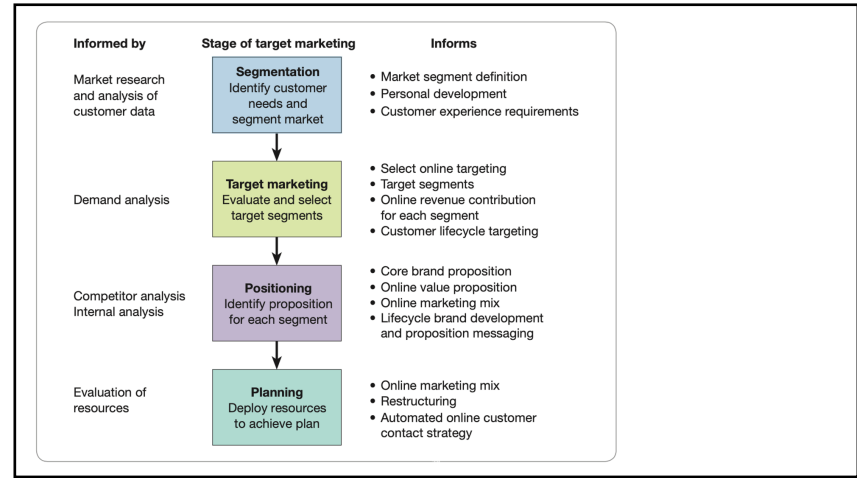 Informed by
Stage of target marketing
Informs
Market research
and analysis of
customer data
Segmentation
Identify customer
needs and
segment market
• Market segment definition
• Personal development
• Customer experience requirements
Demand analysis
Target marketing
Evaluate and select
target segments
• Select online targeting
• Target segments
• Online revenue contribution
for each segment
• Customer lifecycle targeting
Competitor analysis
Internal analysis
Positioning
Identify proposition
for each segment
• Core brand proposition
• Online value proposition
• Online marketing mix
• Lifecycle brand development
and proposition messaging
Evaluation of
resources
Planning
Deploy resources
to achieve plan
• Online marketing mix
• Restructuring
• Automated online customer
contact strategy